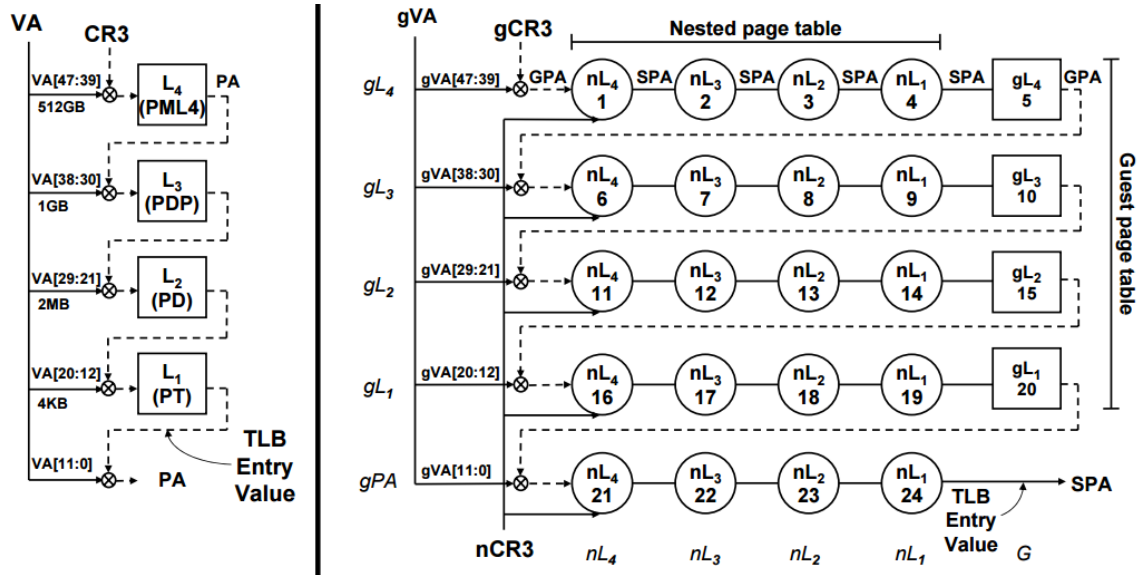 VA
CR3
VA[47:39]
512GB
L4
(PML4)
PA
VA[38:30]
1GB
L3
(PDP)
VA[29:21]
2MB
L2
(PD)
VA[20:12]
4KB
L1
(PT)
TLB
Entry
Value
VA[11:0]
PA
gVA
gCR3
Nested page table
gL4
gVA[47:39]
GPA
nL4
1
SPA
nL3
2
SPA
nL2
3
SPA
nL1
4
SPA
gL4
5
GPA
gL3
gVA[38:30]
nL4
6
nL3
7
nL2
8
nL1
9
gL3
10
gL2
gVA[29:21]
nL4
11
nL3
12
nL2
13
nL1
14
gL2
15
gL1
gVA[20:12]
nL4
16
nL3
17
nL2
18
nL1
19
gL1
20
Guest page table
gPA
gVA[11:0]
nL4
21
nL3
22
nL2
23
nL1
24
TLB
Entry
Value
SPA
nCR3
nL4
nL3
nL2
nL1
G